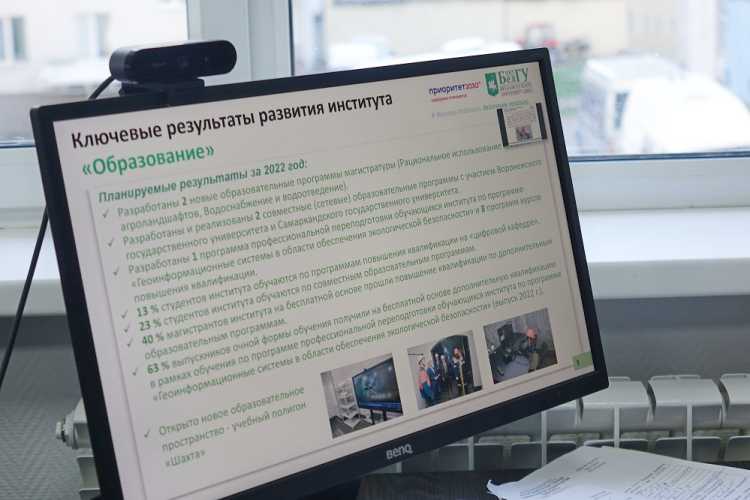 приоритет2030^
БелГУ
Ключевые результаты развития института
«Образование»
Планируемые результаты за 2022 год:
✓ Разработаны 2 новые образовательные программы магистратуры (Рациональное использование
агроландшафтов, Водоснабжение и водоотведение).
✓ Разработаны и реализованы 2 совместные (сетевые) образовательные программы с участием Воронежского
государственного университета и Самаркандского государственного университета.
✓ Разработаны 1 программа профессиональной переподготовки обучающихся института по программе
«Геоинформационные системы в области обеспечения экологической безопасности» и 8 программ курсов
повышения квалификации.
✓ 13 % студентов института обучаются по программам повышения квалификации на «цифровой кафедре».
✓ 23 % студентов института обучаются по совместным образовательным программам.
✓ 40 % магистрантов института на бесплатной основе прошли повышение квалификации по дополнительным
образовательным программам.
✓ 63 % выпускников очной формы обучения получили на бесплатной основе дополнительную квалификацию
в рамках обучения по программе профессиональной переподготовки обучающихся института по программе
«Геоинформационные системы в области обеспечения экологической безопасности» (выпуск 2022 г.).
✓ Открыто новое образовательное
пространство - учебный полигон
«Шахта»
BenQ